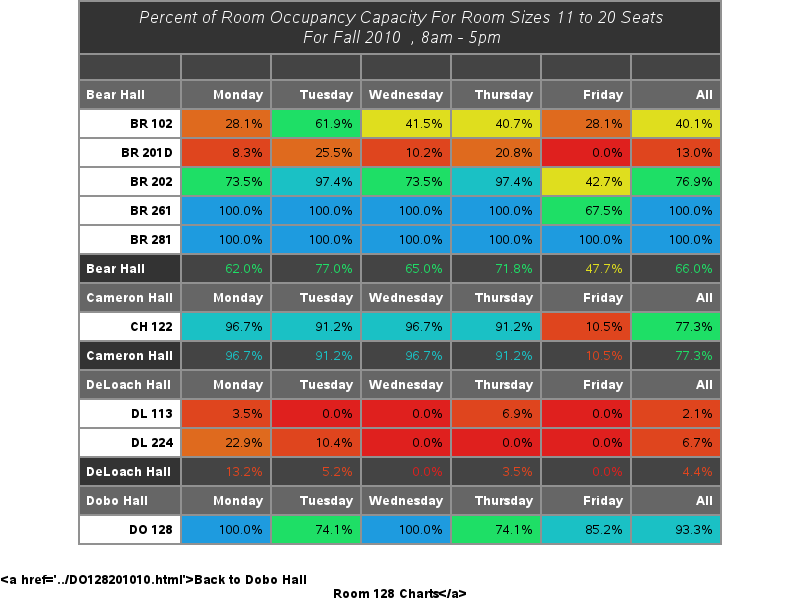 Percent of Room Occupancy Capacity For Room Sizes 11 to 20 Seats
For Fall 2010 , 8am - 5pm
Bear Hall Monday Tuesday Wednesday Thursday Friday All
BR 102 28.1% 61.9% 41.5% 40.7% 28.1% 40.1%
BR 201D 8.3% 25.5% 10.2% 20.8% 0.0% 13.0%
BR 202 73.5% 97.4% 73.5% 97.4% 42.7% 76.9%
BR 261 100.0% 100.0% 100.0% 100.0% 67.5% 100.0%
BR 281 100.0% 100.0% 100.0% 100.0% 100.0% 100.0%
Bear Hall 62.0% 77.0% 65.0% 71.8% 47.7% 66.0%
Cameron Hall Monday Tuesday Wednesday Thursday Friday All
CH 122 96.7% 91.2% 96.7% 91.2% 10.5% 77.3%
Cameron Hall 96.7% 91.2% 96.7% 91.2% 10.5% 77.3%
DeLoach Hall Monday Tuesday Wednesday Thursday Friday All
DL 113 3.5% 0.0% 0.0% 6.9% 0.0% 2.1%
DL 224 22.9% 10.4% 0.0% 0.0% 0.0% 6.7%
DeLoach Hall 13.2% 5.2% 0.0% 3.5% 0.0% 4.4%
Dobo Hall Monday Tuesday Wednesday Thursday Friday All
DO 128 100.0% 74.1% 100.0% 74.1% 85.2% 93.3%
<a href='../DO128201010.html'>Back to Dobo Hall
Room 128 Charts</a>